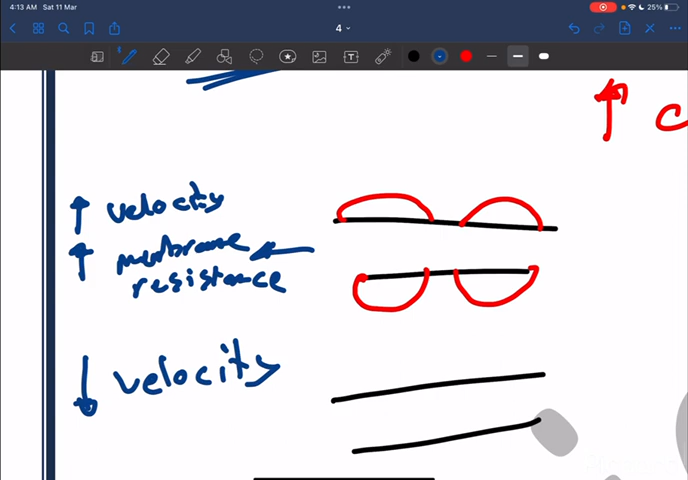 4:13 AM Sat 11 Mar
25%
4
T
↑ C
↑ velocity
↑ membrane
resistance
↓ velocity